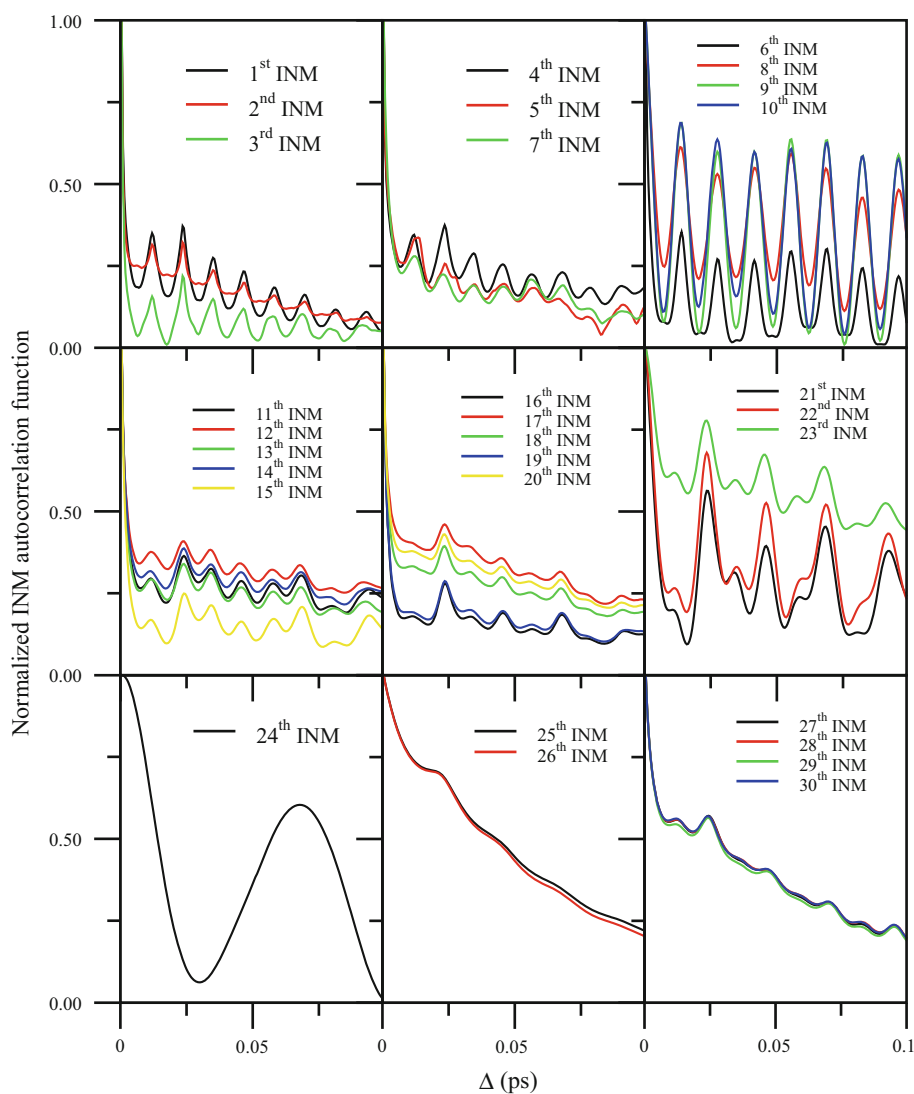 Normalized INM autocorrelation function
1.00
0.50
0.00
1st INM
2nd INM
3rd INM
4th INM
5th INM
7th INM
6th INM
8th INM
9th INM
10th INM
0.50
0.00
11th INM
12th INM
13th INM
14th INM
15th INM
16th INM
17th INM
18th INM
19th INM
20th INM
21st INM
22nd INM
23rd INM
0.50
0.00
24th INM
25th INM
26th INM
27th INM
28th INM
29th INM
30th INM
0 0.05 0 0.05 0 0.05 0.1
Δ (ps)